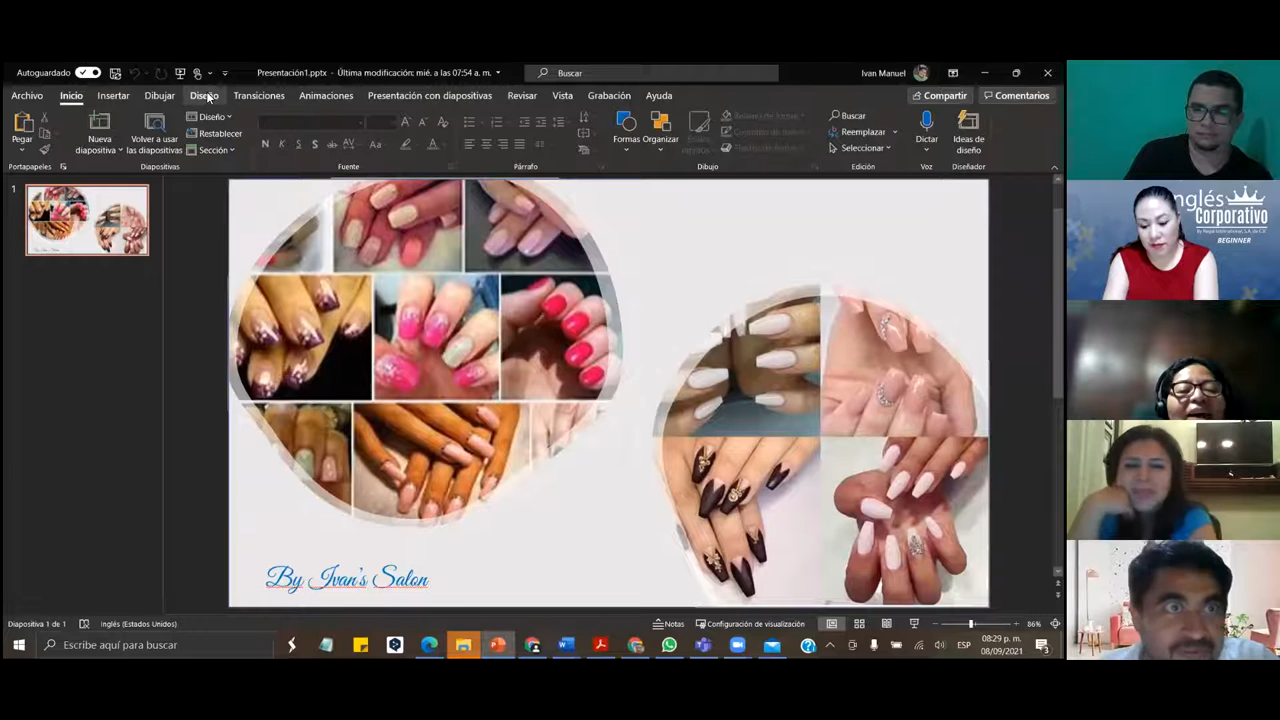 Autoguardado
Presentación1.pptx - Última modificación: mié. a las 07:54 a. m.
Buscar
Ivan Manuel
Archivo Inicio Insertar Dibujar Diseño Transiciones Animaciones Presentación con diapositivas Revisar Vista Grabación Ayuda
Compartir Comentarios
Pegar
Nueva diapositiva
Volver a usar las diapositivas
Diseño
Restablecer
Sección
N K S S Aa
Formas
Organizar
Buscar
Reemplazar
Seleccionar
Dictar
Ideas de diseño
Portapapeles Diapositivas Fuente Párrafo Dibujo Edición Voz Diseñador
1
By Ivan's Salon
Diapositiva 1 de 1 Inglés (Estados Unidos)
Notas Configuración de visualización 86%
Escribe aquí para buscar
ESP
08:29 p. m.
08/09/2021
3
nglés
Corporativo
BEGINNER